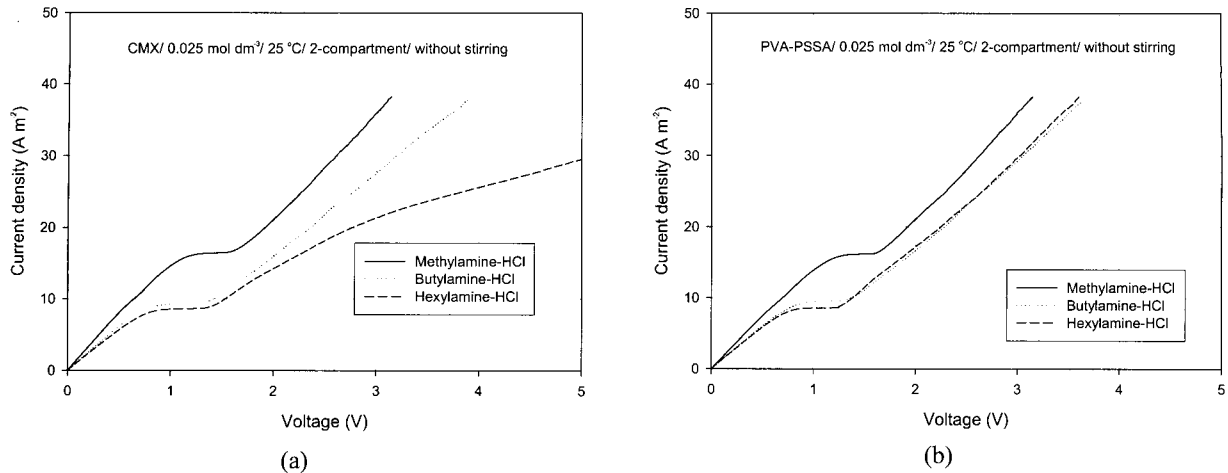 50
40
30
20
10
0
Current density (A m⁻²)
CMX/ 0.025 mol dm⁻³/ 25 °C/ 2-compartment/ without stirring
Methylamine-HCl
Butylamine-HCl
Hexylamine-HCl
0 1 2 3 4 5
Voltage (V)
(a)
50
40
30
20
10
0
Current density (A m⁻²)
PVA-PSSA/ 0.025 mol dm⁻³/ 25 °C/ 2-compartment/ without stirring
Methylamine-HCl
Butylamine-HCl
Hexylamine-HCl
0 1 2 3 4 5
Voltage (V)
(b)